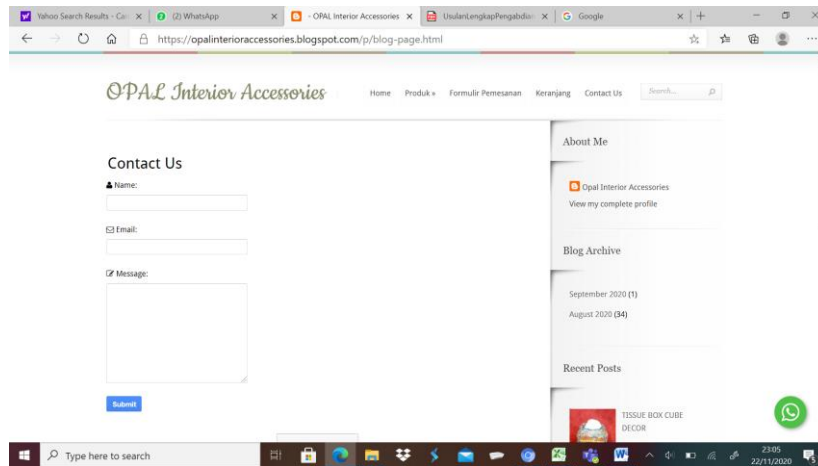 Yahoo Search Results - Ca
(2) WhatsApp
- OPAL Interior Accessories
UsulanLengkapPengabdian
Google
https://opalinterioraccessories.blogspot.com/p/blog-page.html
OPAL Interior Accessories
Home Produk » Formulir Pemesanan Keranjang Contact Us Search...
About Me
Contact Us
Name:
Opal Interior Accessories
View my complete profile
Email:
Blog Archive
Message:
September 2020 (1)
August 2020 (34)
Recent Posts
Submit
TISSUE BOX CUBE
DECOR
Type here to search
23:05
22/11/2020